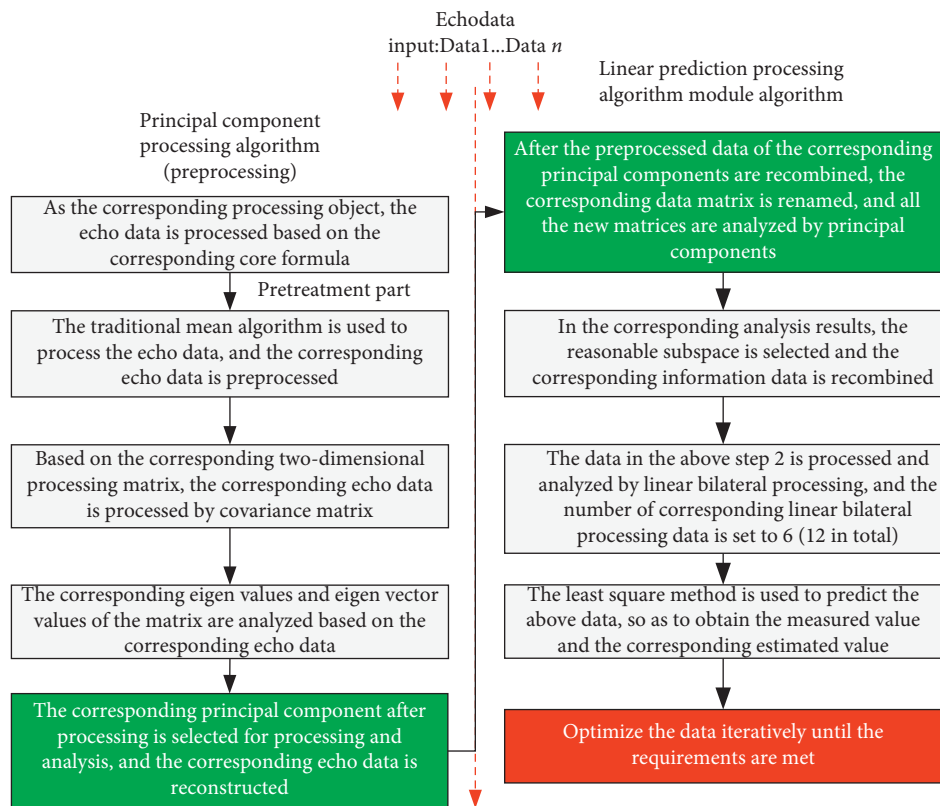 Echodata
input:Data1...Data n
Principal component
processing algorithm
(preprocessing)
As the corresponding processing object, the
echo data is processed based on the
corresponding core formula
Pretreatment part
The traditional mean algorithm is used to
process the echo data, and the corresponding
echo data is preprocessed
Based on the corresponding two-dimensional
processing matrix, the corresponding echo data
is processed by covariance matrix
The corresponding eigen values and eigen vector
values of the matrix are analyzed based on the
corresponding echo data
The corresponding principal component after
processing is selected for processing and
analysis, and the corresponding echo data is
reconstructed
Linear prediction processing
algorithm module algorithm
After the preprocessed data of the corresponding
principal components are recombined, the
corresponding data matrix is renamed, and all
the new matrices are analyzed by principal
components
In the corresponding analysis results, the
reasonable subspace is selected and the
corresponding information data is recombined
The data in the above step 2 is processed and
analyzed by linear bilateral processing, and the
number of corresponding linear bilateral
processing data is set to 6 (12 in total)
The least square method is used to predict the
above data, so as to obtain the measured value
and the corresponding estimated value
Optimize the data iteratively until the
requirements are met